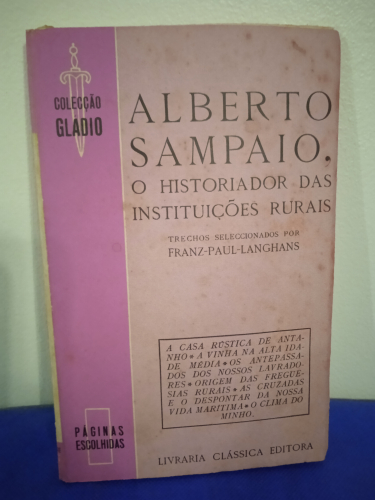 COLECÇÃO
GLADIO
ALBERTO
SAMPAIO.
O HISTORIADOR DAS
INSTITUIÇÕES RURAIS
TRECHOS SELECCIONADOS POR
FRANZ-PAUL-LANGHANS
A CASA RÚSTICA DE ANTA-
NHO★A VINHA NA ALTA IDA-
DE MÉDIA★OS ANTEPASSA-
DOS DOS NOSSOS LAVRADO-
RES★ORIGEM DAS FREGUE-
SIAS RURAIS★AS CRUZADAS
E O DESPONTAR DA NOSSA
VIDA MARÍTIMA★O CLIMA DO
MINHO.
PÁGINAS
ESCOLHIDAS
LIVRARIA CLÁSSICA EDITORA